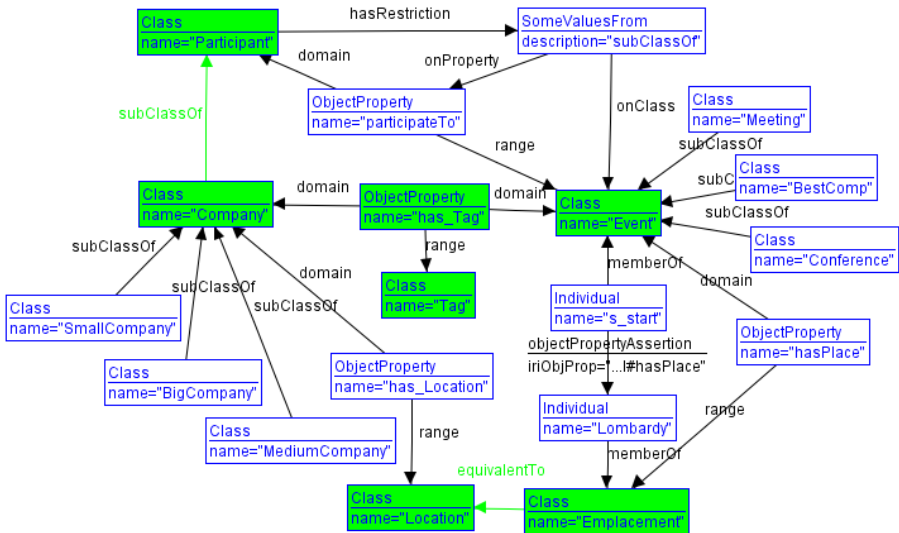 hasRestriction
Class
name="Participant"
SomeValuesFrom
description="subClassOf"
domain
onProperty
subClassOf
ObjectProperty
name="participateTo"
onClass
Class
name="Meeting"
range
subClassOf
Class
name="Company"
domain
ObjectProperty
name="has_Tag"
domain
Class
name="Event"
subC
Class
name="BestComp"
subClassOf
Class
name="Conference"
subClassOf
range
domain
memberOf
Class
name="Tag"
domain
subClassOf
subClassOf
Class
name="SmallCompany"
Individual
name="s_start"
ObjectProperty
name="hasPlace"
objectPropertyAssertion
iriObjProp="...l#hasPlace"
ObjectProperty
name="has_Location"
Class
name="BigCompany"
Individual
name="Lombardy"
range
Class
name="MediumCompany"
range
memberOf
equivalentTo
Class
name="Location"
Class
name="Emplacement"